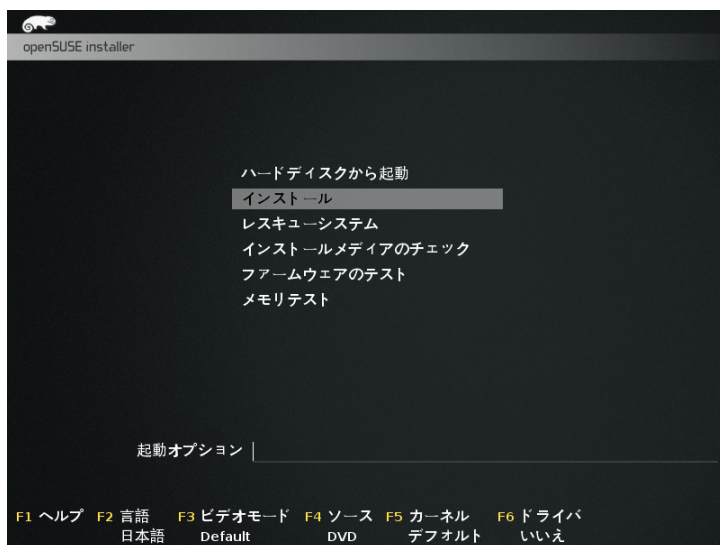 openSUSE installer
ハードディスクから起動
インストール
レスキューシステム
インストールメディアのチェック
ファームウェアのテスト
メモリテスト
起動オプション
F1 ヘルプ F2 言語 F3 ビデオモード F4 ソース F5 カーネル F6 ドライバ
日本語 Default DVD デフォルト いいえ